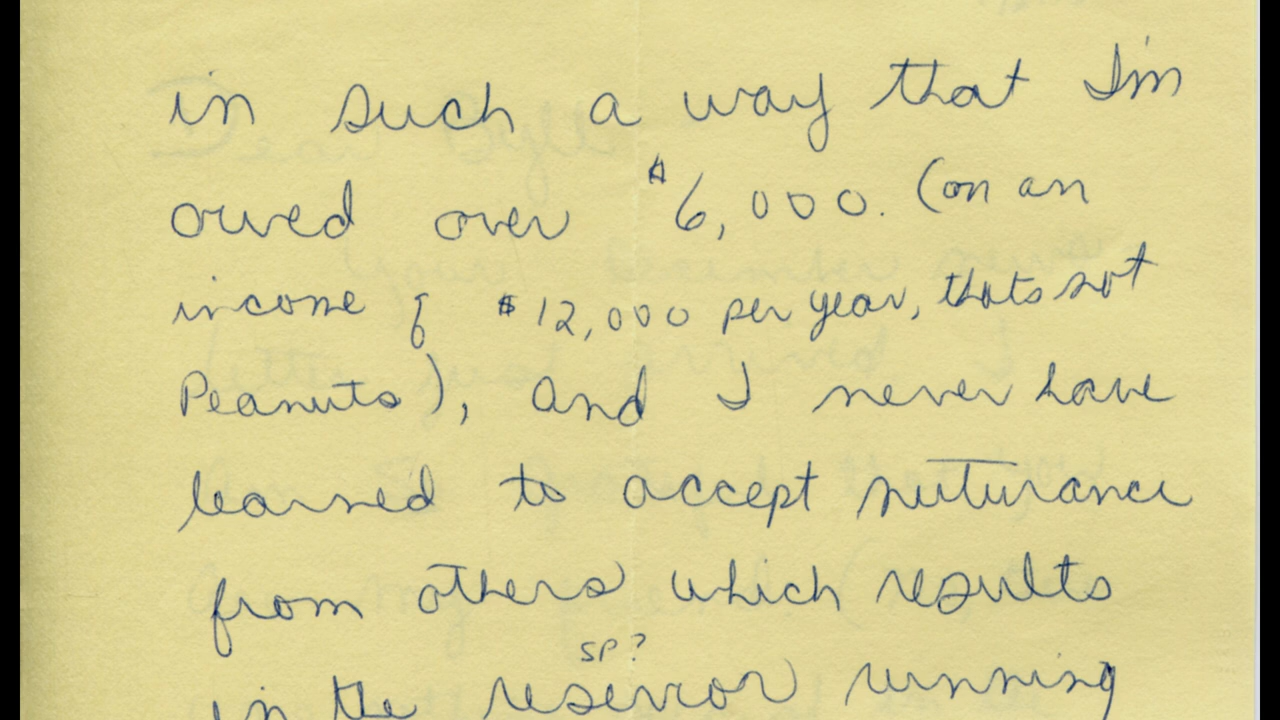 in such a way that I'm
owed over $6,000. (on an
income of $12,000 per year, thats not
Peanuts), and I never have
learned to accept nuturance
from others which results
sp?
in the reservior running